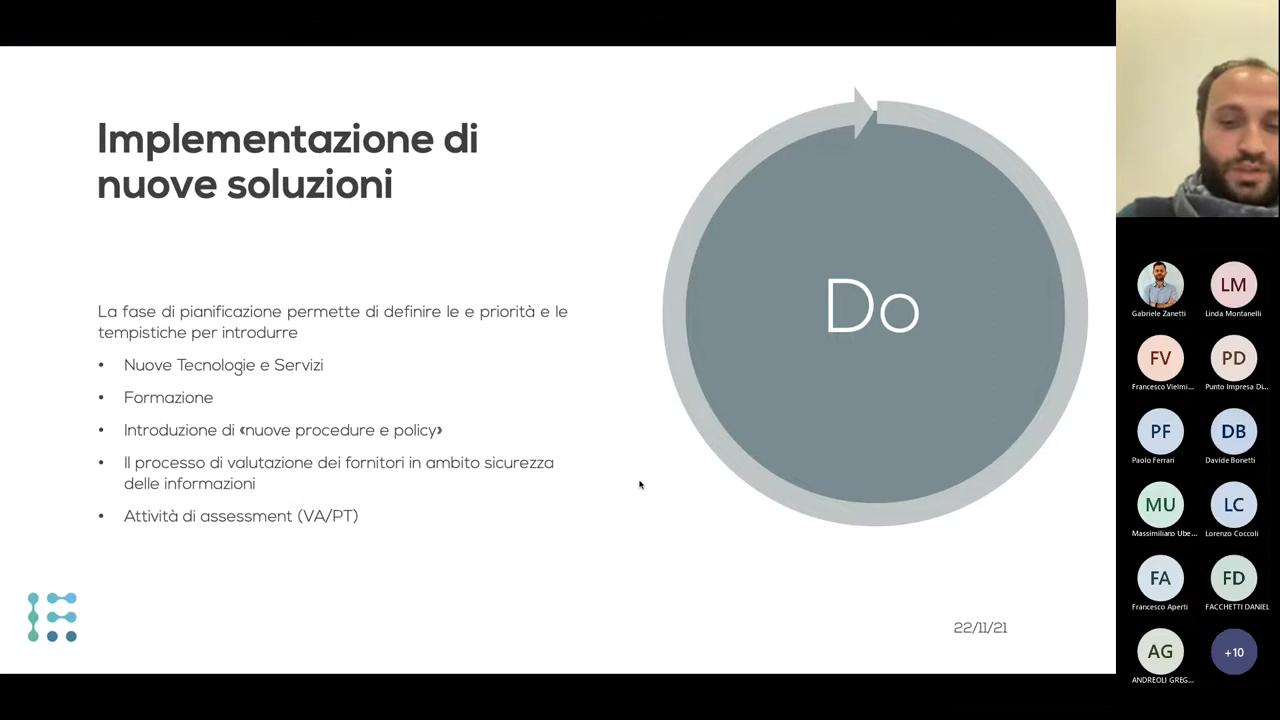 Implementazione di
nuove soluzioni
La fase di pianificazione permette di definire le e priorità e le
tempistiche per introdurre
• Nuove Tecnologie e Servizi
• Formazione
• Introduzione di «nuove procedure e policy»
• Il processo di valutazione dei fornitori in ambito sicurezza
delle informazioni
• Attività di assessment (VA/PT)
Do
22/11/21
Gabriele Zanetti
LM
Linda Montanelli
FV
Francesco Vielmi...
PD
Punto Impresa Di...
PF
Paolo Ferrari
DB
Davide Bonetti
MU
Massimiliano Ube...
LC
Lorenzo Coccoli
FA
Francesco Aperti
FD
FACCHETTI DANIEL
AG
ANDREOLI GREG...
+10